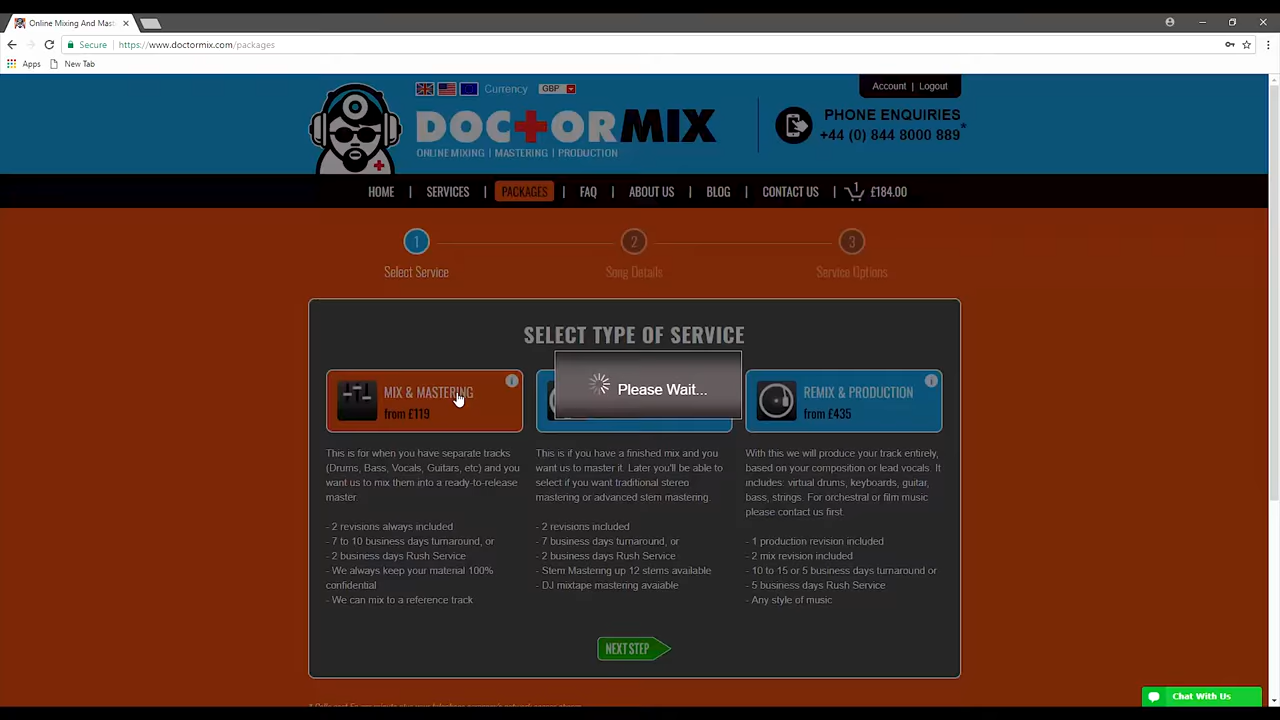 Online Mixing And Mast
Secure
https://www.doctormix.com/packages
Apps
New Tab
Currency
GBP
Account | Logout
DOCTORMIX
ONLINE MIXING | MASTERING | PRODUCTION
PHONE ENQUIRIES
+44 (0) 844 8000 889*
HOME | SERVICES | PACKAGES | FAQ | ABOUT US | BLOG | CONTACT US | 1 £184.00
1
2
3
Select Service
Song Details
Service Options
SELECT TYPE OF SERVICE
Please Wait...
MIX & MASTERING
from £119
REMIX & PRODUCTION
from £435
This is for when you have separate tracks
(Drums, Bass, Vocals, Guitars, etc) and you
want us to mix them into a ready-to-release
master.
- 2 revisions always included
- 7 to 10 business days turnaround, or
- 2 business days Rush Service
- We always keep your material 100%
confidential
- We can mix to a reference track
This is if you have a finished mix and you
want us to master it. Later you'll be able to
select if you want traditional stereo
mastering or advanced stem mastering.
- 2 revisions included
- 7 business days turnaround, or
- 2 business days Rush Service
- Stem Mastering up 12 stems available
- DJ mixtape mastering avaiable
With this we will produce your track entirely,
based on your composition or lead vocals. It
includes: virtual drums, keyboards, guitar,
bass, strings. For orchestral or film music
please contact us first.
- 1 production revision included
- 2 mix revision included
- 10 to 15 or 5 business days turnaround or
- 5 business days Rush Service
- Any style of music
NEXT STEP
Chat With Us